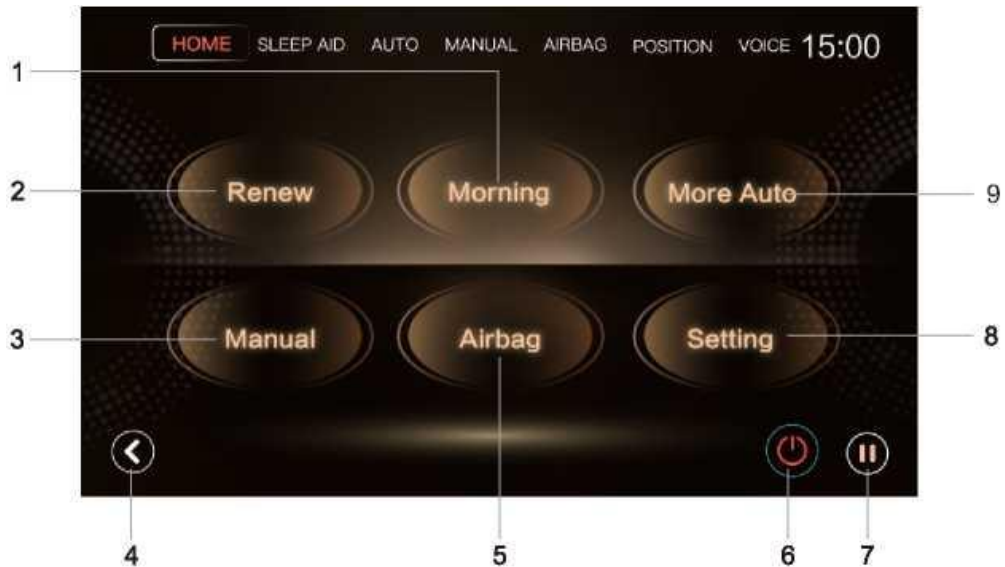 HOME SLEEP AID AUTO MANUAL AIRBAG POSITION VOICE 15:00
1
2 Renew Morning More Auto 9
3 Manual Airbag Setting 8
4 5 6 7